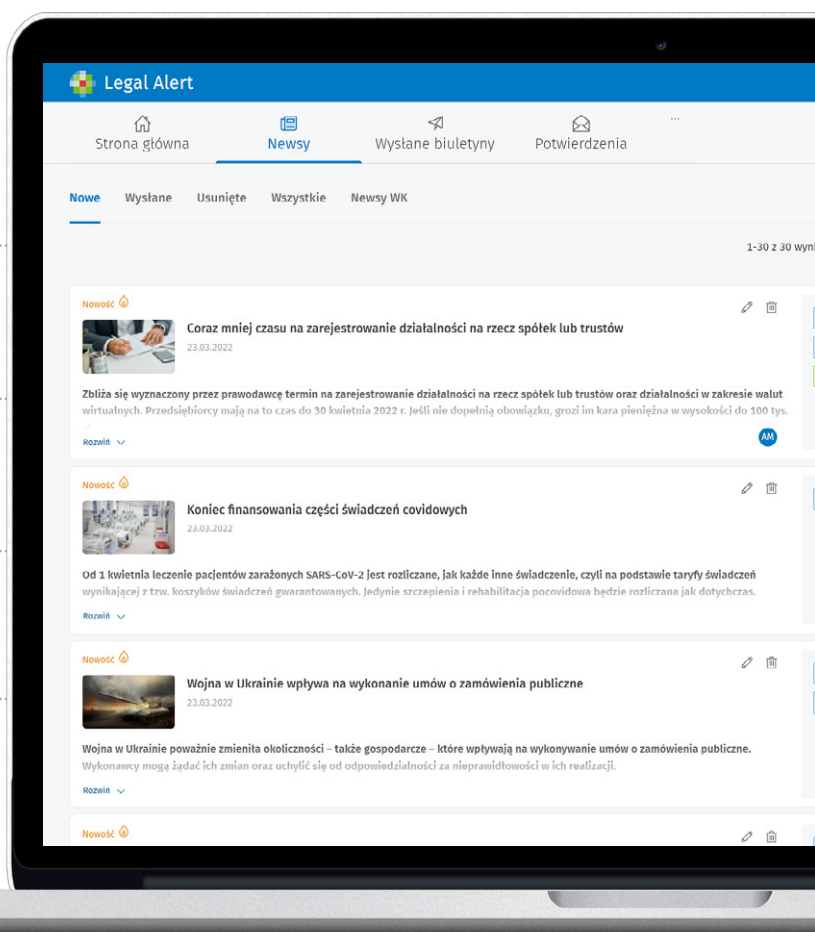 Legal Alert
Strona główna
Newsy
Wysłane biuletyny
Potwierdzenia
...
Nowe
Wysłane
Usunięte
Wszystkie
Newsy WK
1-30 z 30
Nowość
Coraz mniej czasu na zarejestrowanie działalności na rzecz spółek lub trustów
23.03.2022
Zbliża się wyznaczony przez prawodawcę termin na zarejestrowanie działalności na rzecz spółek lub trustów oraz działalności w zakresie walut
wirtualnych. Przedsiębiorcy mają na to czas do 30 kwietnia 2022 r. Jeśli nie dopełnią obowiązku, grozi im kara pieniężna w wysokości do 100 tys.
Rozwiń
AM
Nowość
Koniec finansowania części świadczeń covidowych
23.03.2022
Od 1 kwietnia leczenie pacjentów zarażonych SARS-CoV-2 jest rozliczane, jak każde inne świadczenie, czyli na podstawie taryfy świadczeń
wynikającej z tzw. koszyków świadczeń gwarantowanych. Jedynie szczepienia i rehabilitacja pocovidowa będzie rozliczana jak dotychczas.
Rozwiń
Nowość
Wojna w Ukrainie wpływa na wykonanie umów o zamówienia publiczne
23.03.2022
Wojna w Ukrainie poważnie zmieniła okoliczności – także gospodarcze – które wpływają na wykonywanie umów o zamówienia publiczne.
Wykonawcy mogą żądać ich zmian oraz uchylić się od odpowiedzialności za nieprawidłowości w ich realizacji.
Rozwiń
Nowość